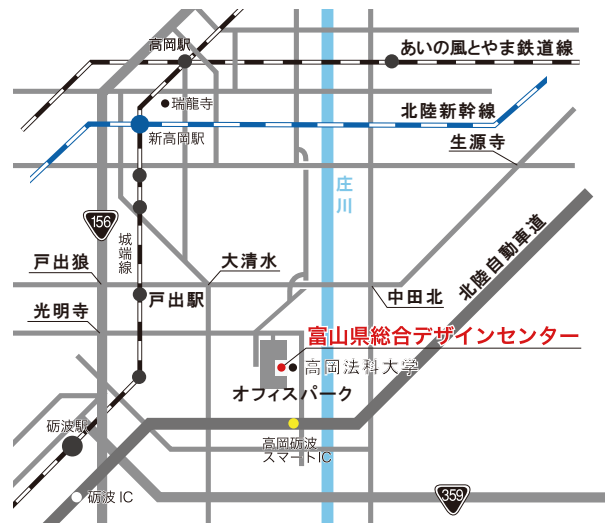 高岡駅
あいの風とやま鉄道線
瑞龍寺
北陸新幹線
新高岡駅
生源寺
庄川
156
城端線
戸出狼
大清水
北陸自動車道
戸出駅
中田北
光明寺
富山県総合デザインセンター
高岡法科大学
オフィスパーク
砺波駅
高岡砺波
スマートIC
砺波 IC
359